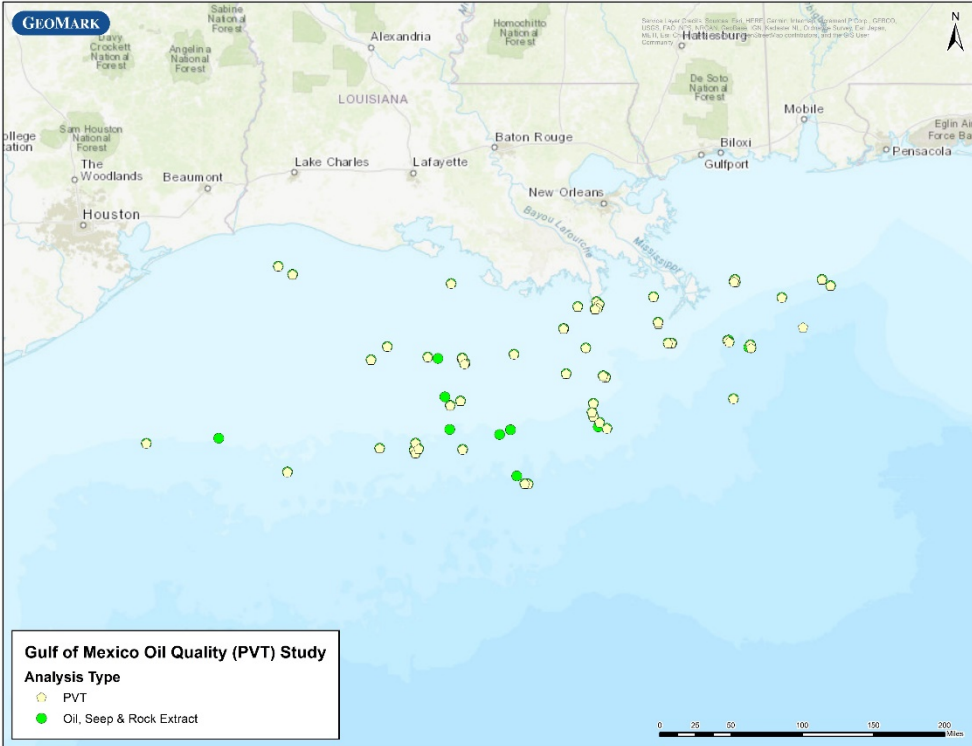 GEOMARK
Sabine
National
Forest
Davy
Crockett
National
Forest
Angelina
National
Forest
Alexandria
Homochitto
National
Forest
Hattiesburg
Community
N
De Soto
National
Forest
LOUISIANA
Mobile
Eglin Air
Force Ba
Sam Houston
National
Forest
ollege
tation
Baton Rouge
Biloxi
Gulfport
Pensacola
The
Woodlands
Beaumont
Lake Charles
Lafayette
New Orleans
Houston
Bayou Lafourche
Mississippi
Gulf of Mexico Oil Quality (PVT) Study
Analysis Type
PVT
Oil, Seep & Rock Extract
0 25 50 100 150 200
Miles